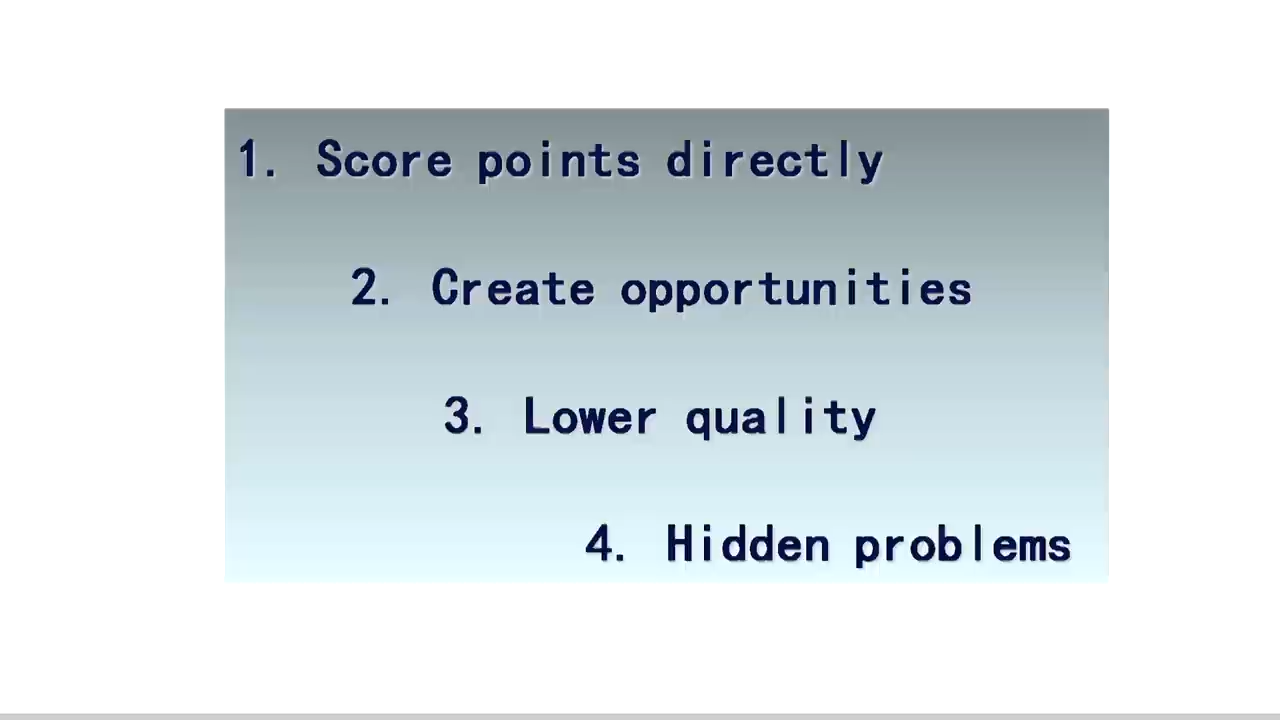 1. Score points directly
2. Create opportunities
3. Lower quality
4. Hidden problems